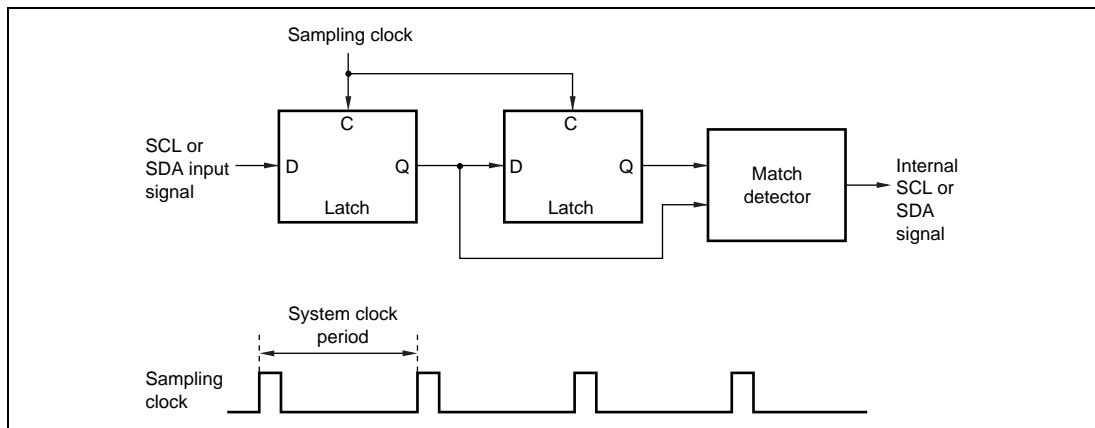 Sampling clock
C
C
SCL or
SDA input
signal
D
Q
D
Q
Latch
Latch
Match
detector
Internal
SCL or
SDA
signal
System clock
period
Sampling
clock